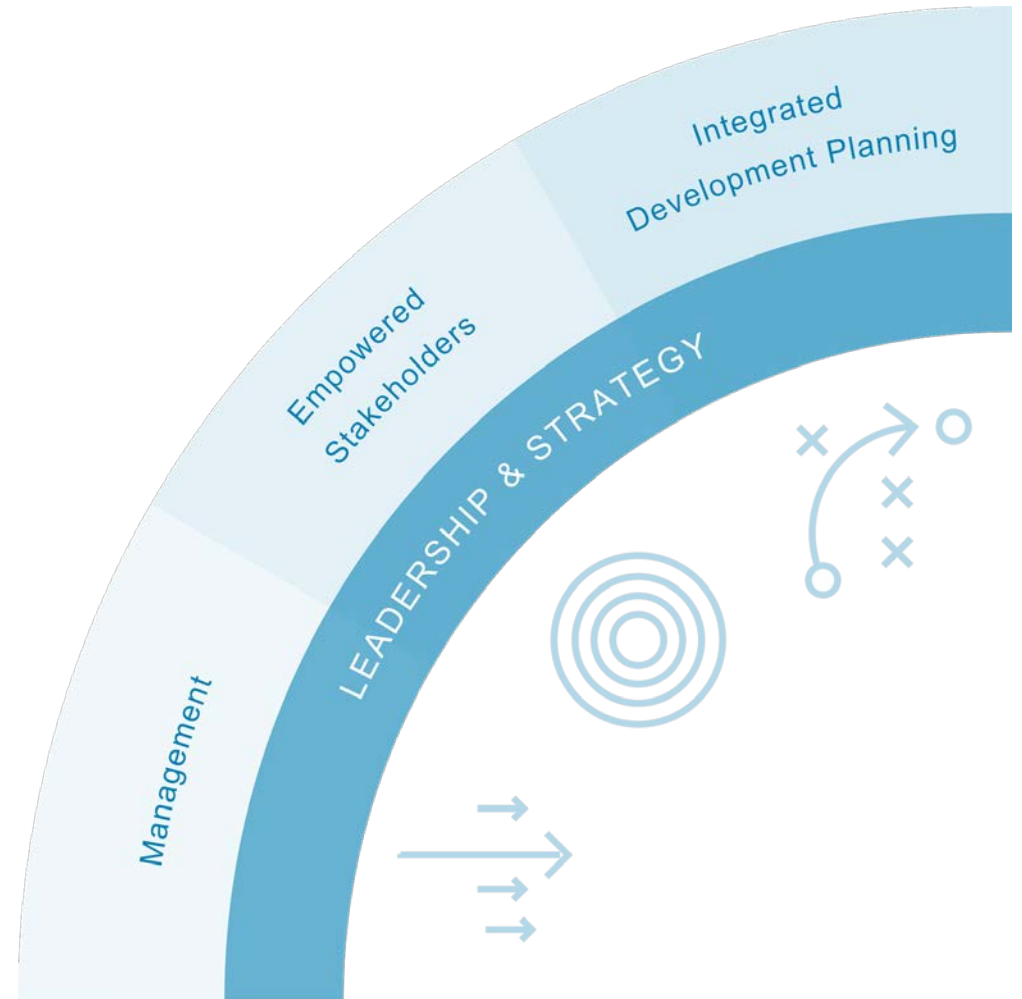 Integrated
Development Planning
Empowered
Stakeholders
LEADERSHIP & STRATEGY
Management